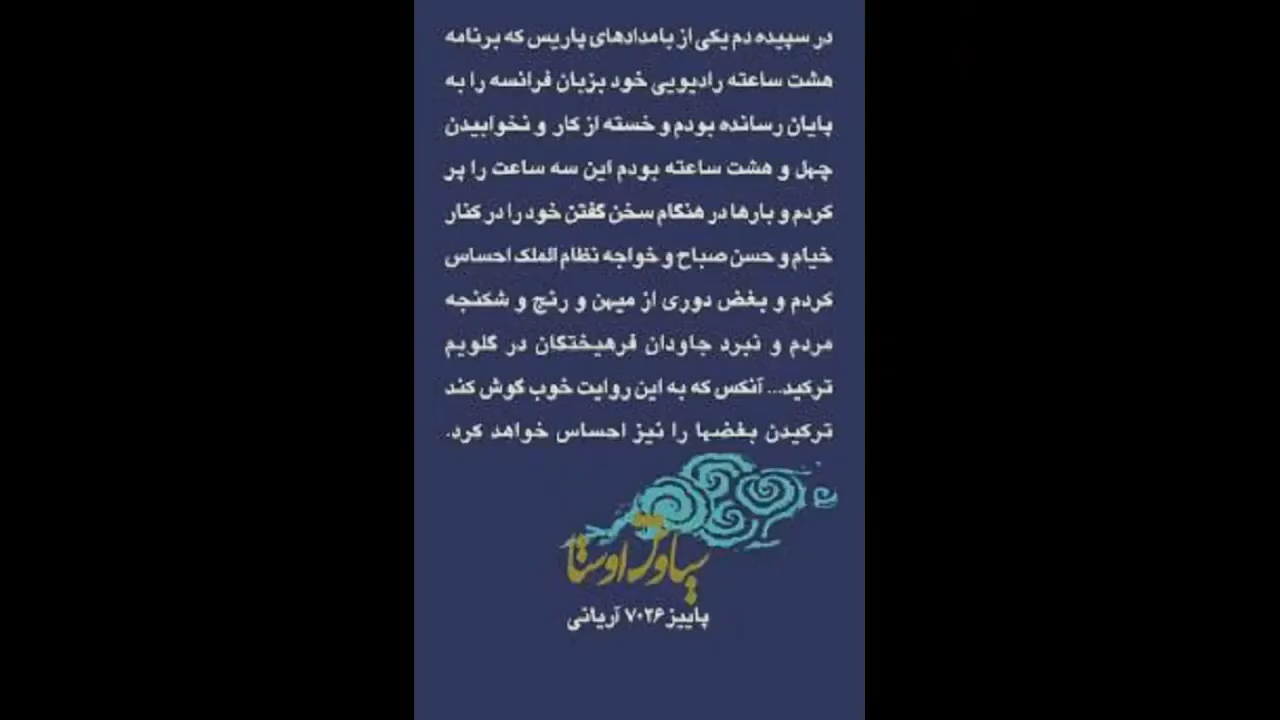 در سپیده دم یکی از بامدادهای پاریس که برنامه
هشت ساعته رادیویی خود بزبان فرانسه را به
پایان رسانده بودم و خسته از کار و نخوابیدن
چهل و هشت ساعته بودم این سه ساعت را پر
کردم و بارها در هنگام سخن گفتن خود را در کنار
خیام و حسن صباح و خواجه نظام الملک احساس
کردم و بغض دوری از میهن و رنج و شکنجه
مردم و نبرد جاودان فرهیختگان در گلویم
ترکید... آنکس که به این روایت خوب گوش کند
ترکیدن بغضها را نیز احساس خواهد کرد.
سیاوش اوستا
پاییز ۷۰۲۶ آریائی